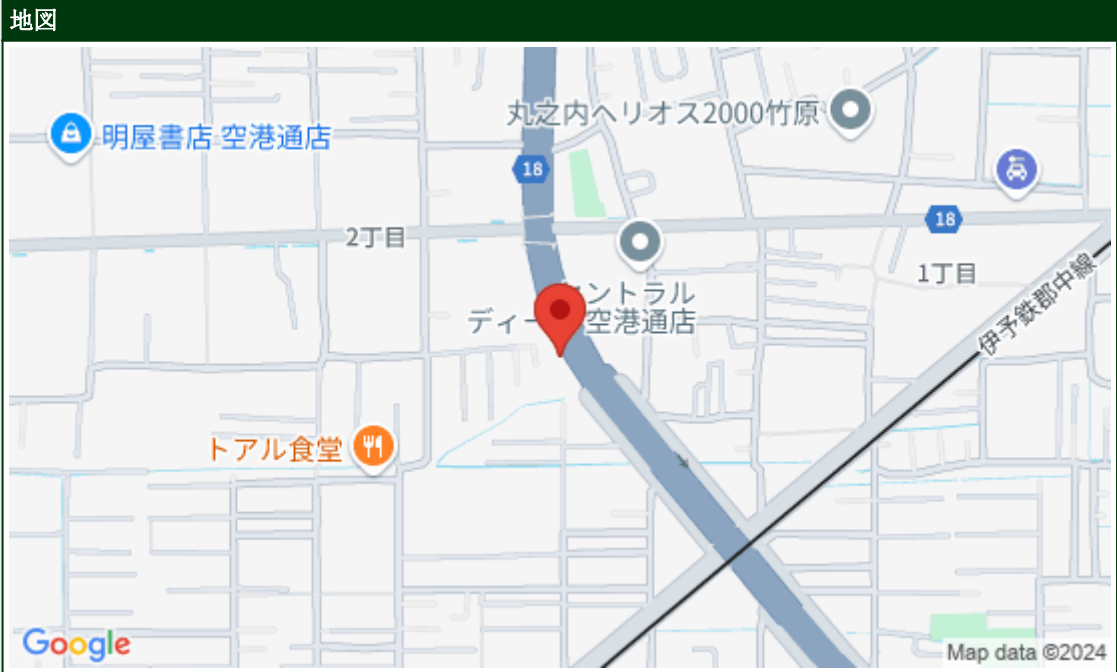 地図
丸之内ヘリオス2000竹原
明屋書店 空港通店
18
18
2丁目
1丁目
ントラル
ディー 空港通店
伊予鉄郡中線
トアル食堂
Google
Map data ©2024